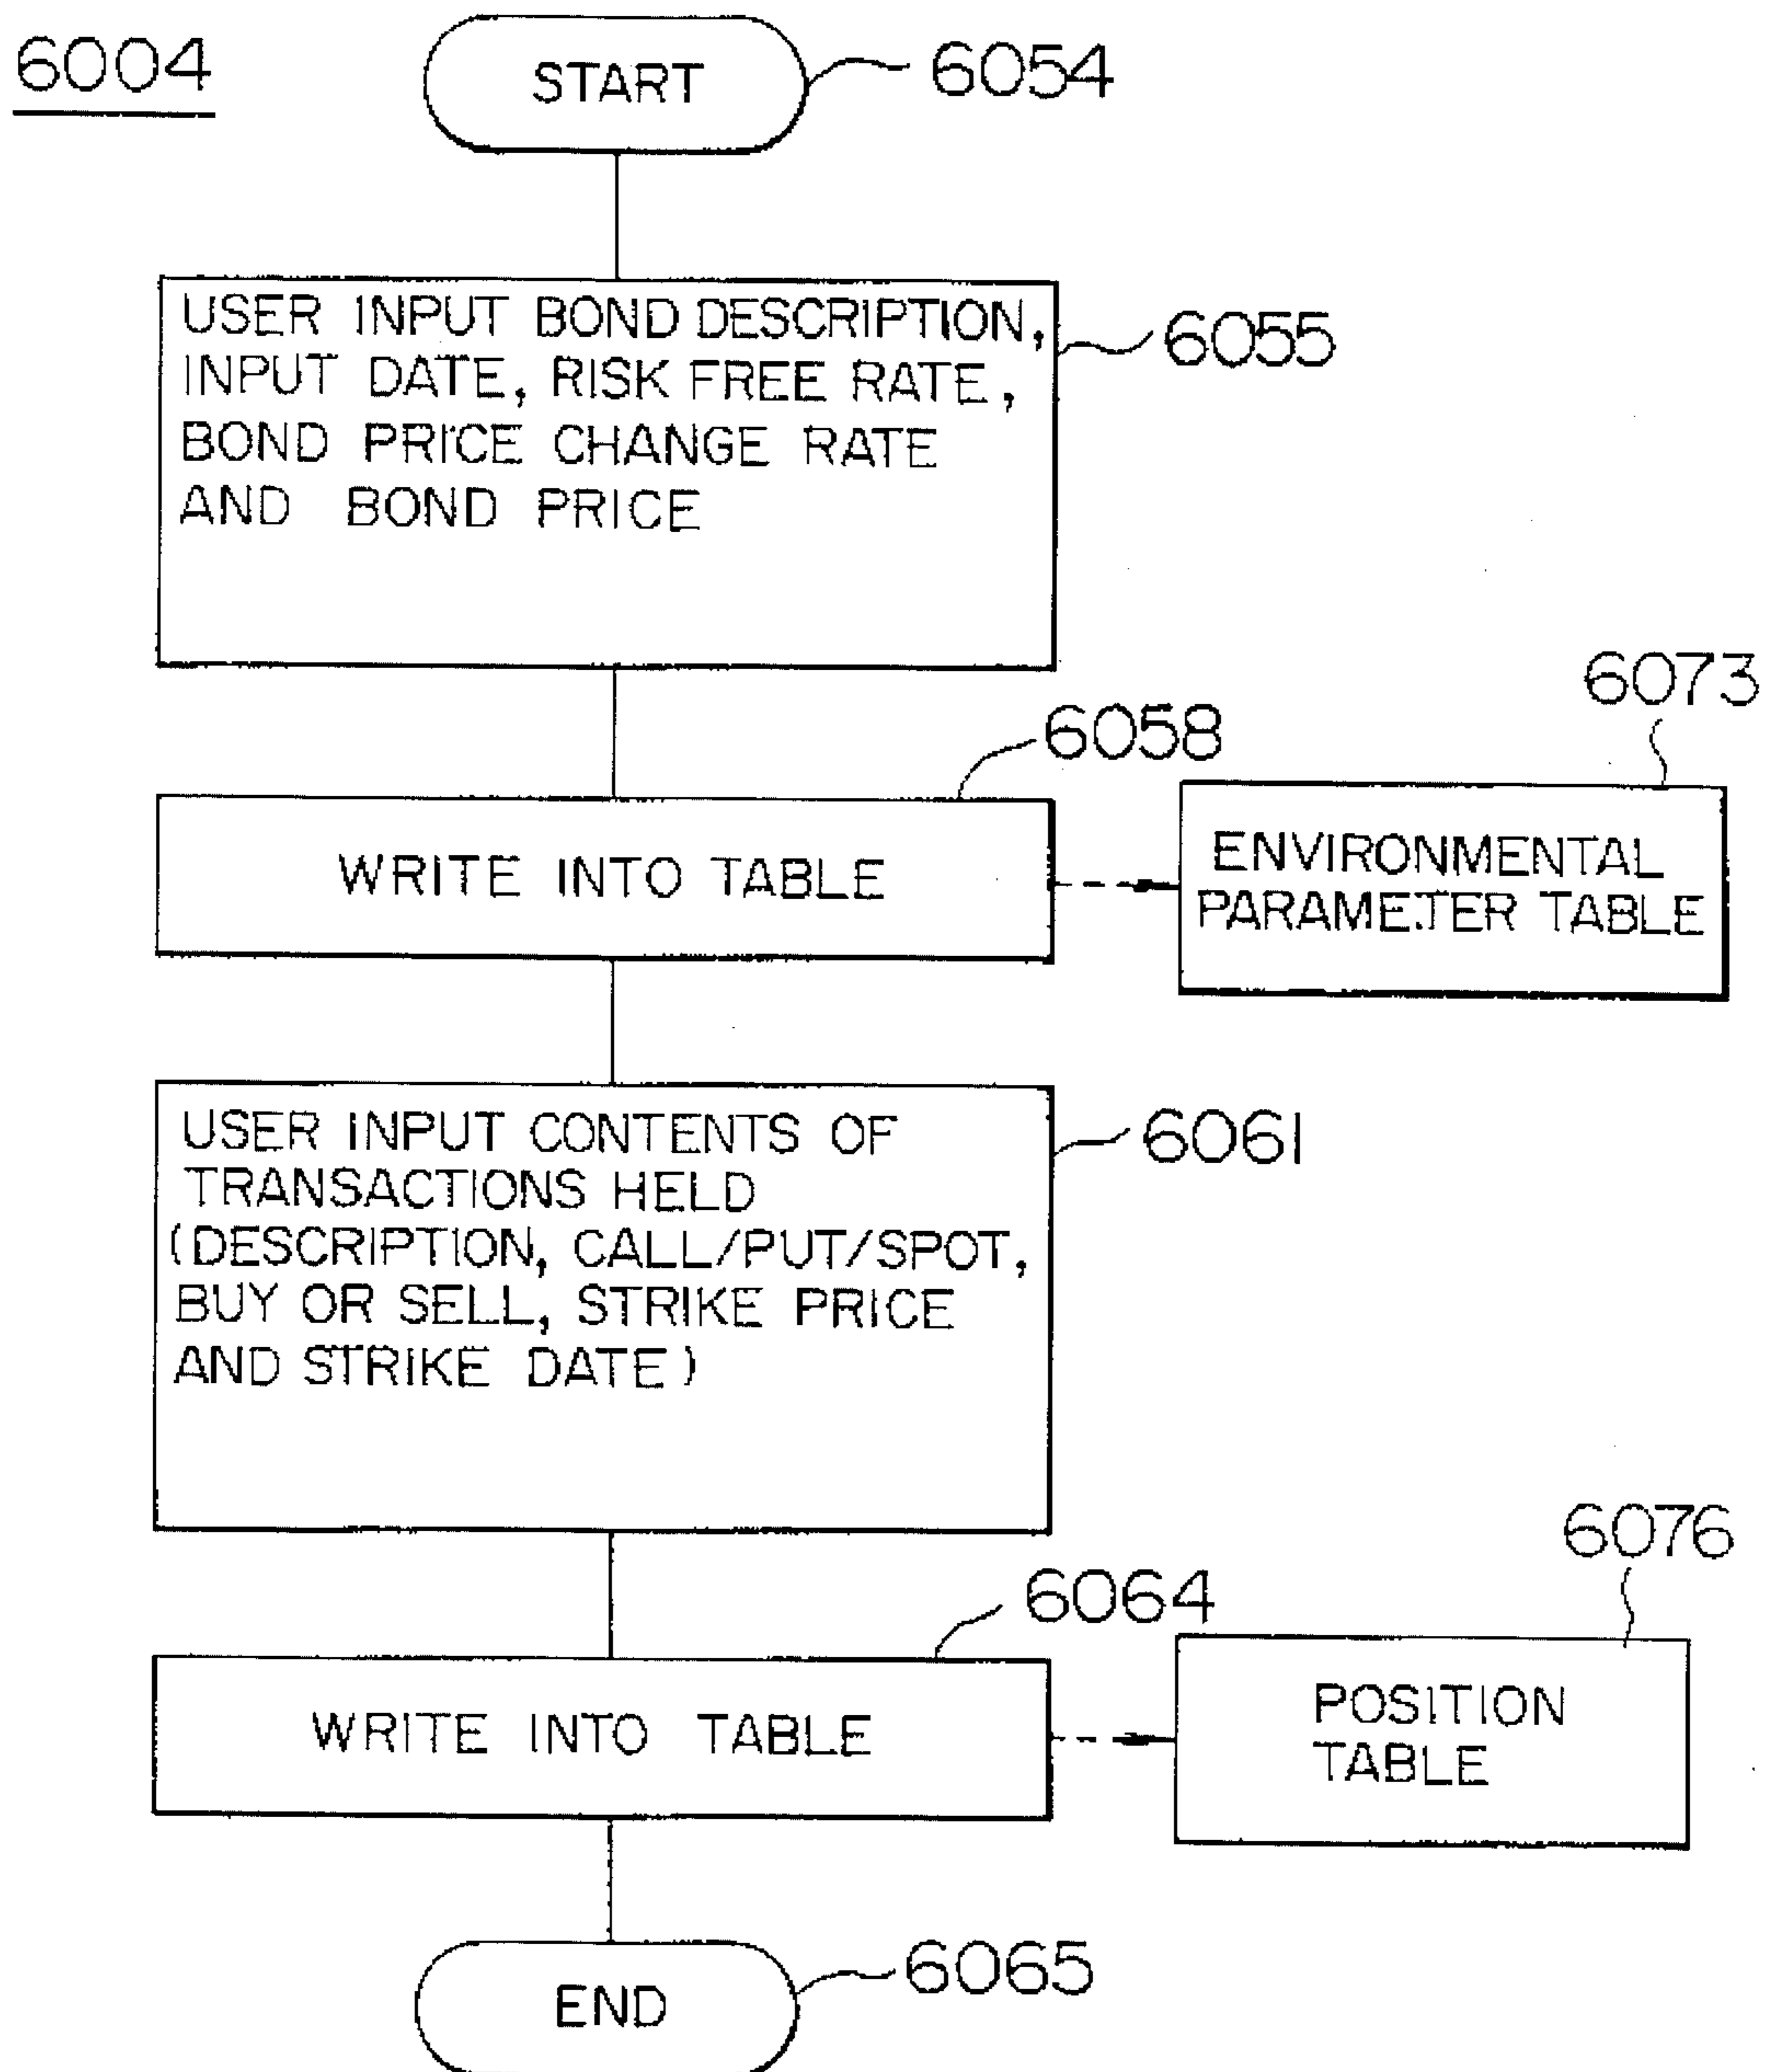 6004
START
6054
USER INPUT BOND DESCRIPTION,
INPUT DATE, RISK FREE RATE,
BOND PRICE CHANGE RATE
AND BOND PRICE
6055
6058
WRITE INTO TABLE
6073
ENVIRONMENTAL
PARAMETER TABLE
USER INPUT CONTENTS OF
TRANSACTIONS HELD
(DESCRIPTION, CALL/PUT/SPOT,
BUY OR SELL, STRIKE PRICE
AND STRIKE DATE)
6061
6064
WRITE INTO TABLE
6076
POSITION
TABLE
END
6065